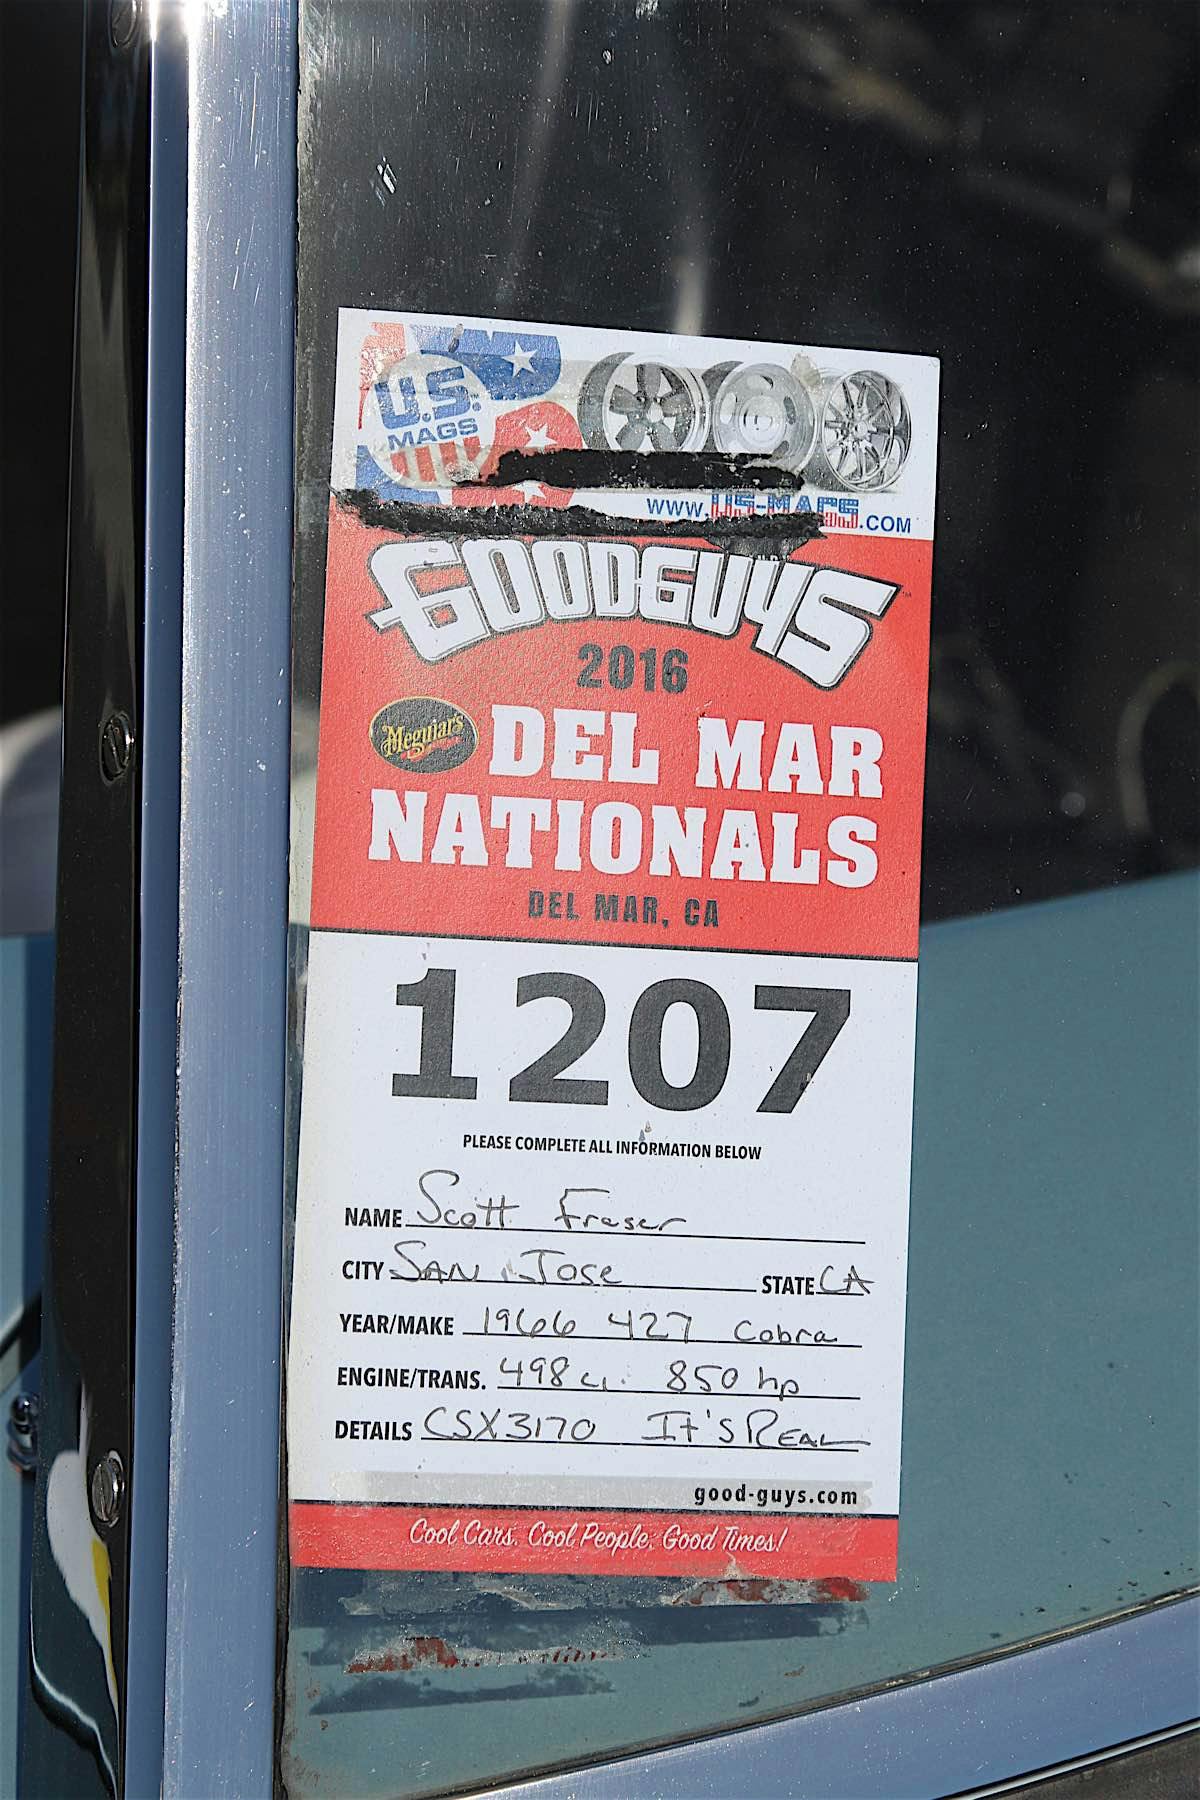 U.S.
MAGS
WWW.US-MAGS.COM
GOODGUYS
2016
Meguiar's DEL MAR
NATIONALS
DEL MAR, CA
1207
PLEASE COMPLETE ALL INFORMATION BELOW
NAME Scott Fraser
CITY SAN Jose STATE CA
YEAR/MAKE 1966 427 Cobra
ENGINE/TRANS. 498 ci. 850 hp
DETAILS CSX3170 It's REAL
good-guys.com
Cool Cars. Cool People. Good Times!